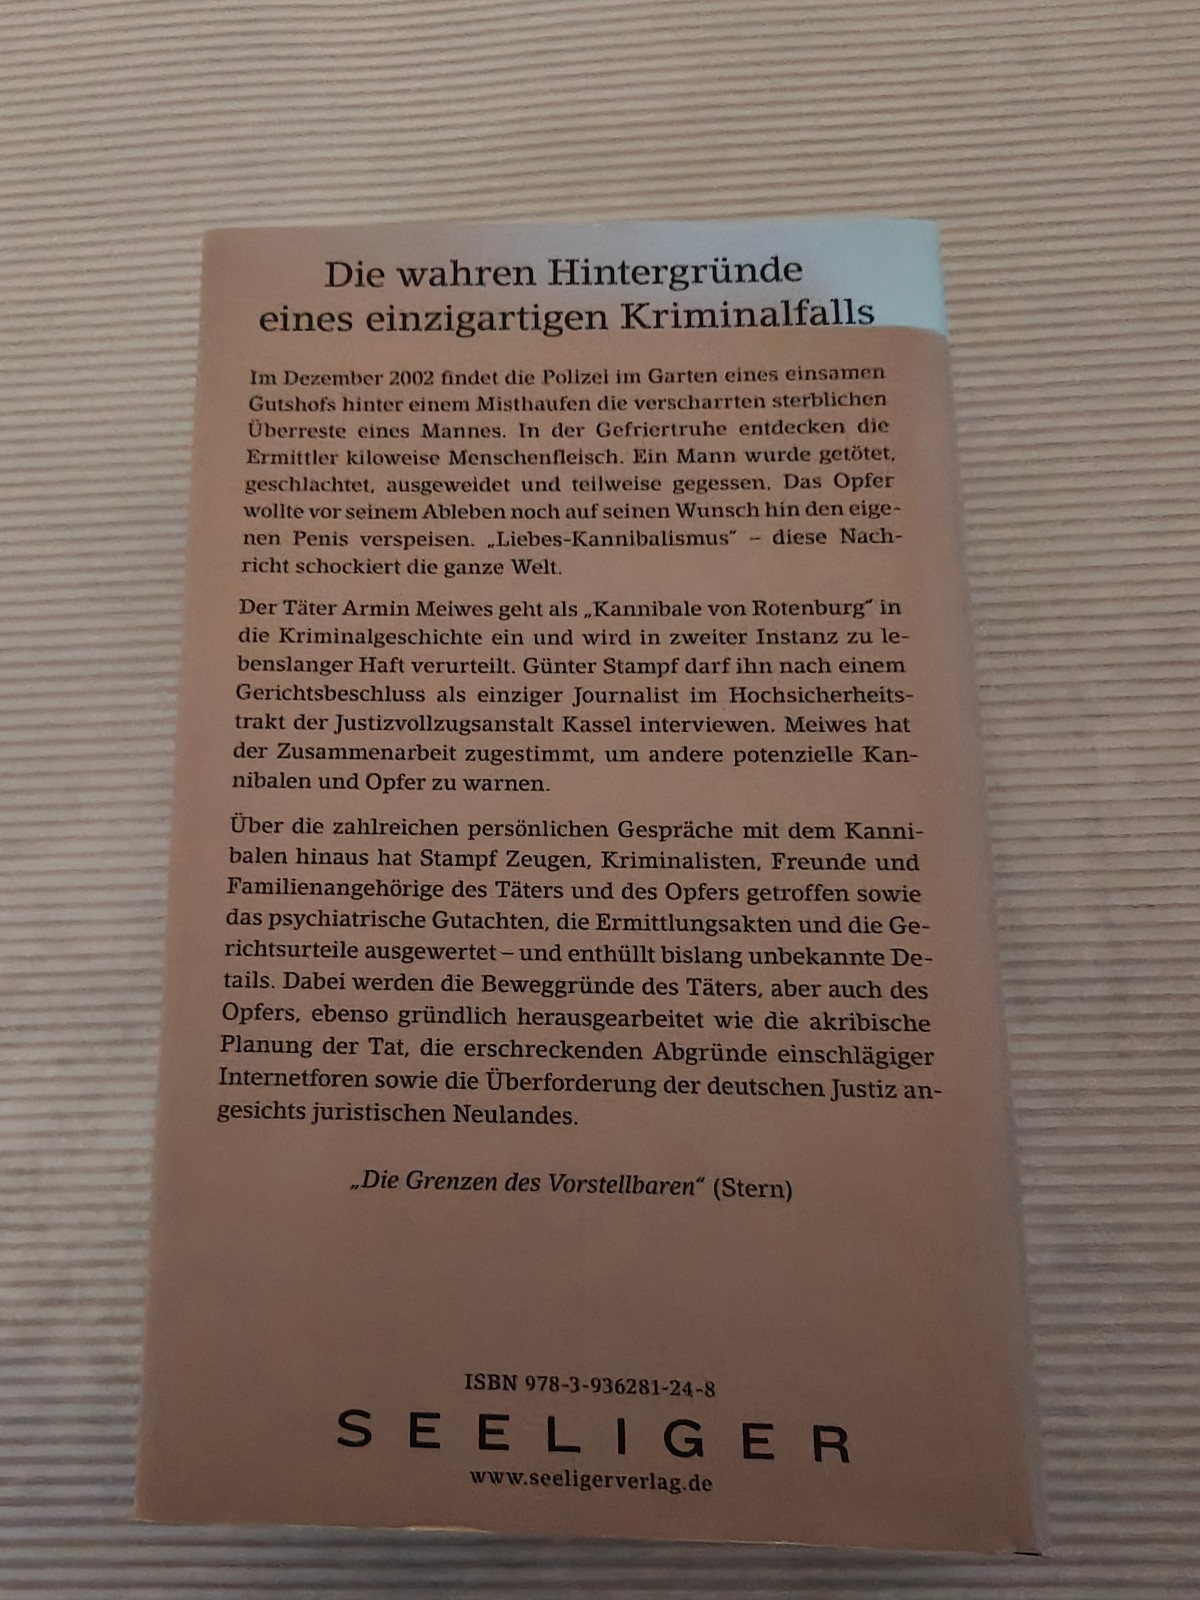 Die wahren Hintergründe
eines einzigartigen Kriminalfalls
Im Dezember 2002 findet die Polizei im Garten eines einsamen
Gutshofs hinter einem Misthaufen die verscharrten sterblichen
Überreste eines Mannes. In der Gefriertruhe entdecken die
Ermittler kiloweise Menschenfleisch. Ein Mann wurde getötet,
geschlachtet, ausgeweidet und teilweise gegessen. Das Opfer
wollte vor seinem Ableben noch auf seinen Wunsch hin den eige-
nen Penis verspeisen. „Liebes-Kannibalismus“ – diese Nach-
richt schockiert die ganze Welt.
Der Täter Armin Meiwes geht als „Kannibale von Rotenburg“ in
die Kriminalgeschichte ein und wird in zweiter Instanz zu le-
benslanger Haft verurteilt. Günter Stampf darf ihn nach einem
Gerichtsbeschluss als einziger Journalist im Hochsicherheits-
trakt der Justizvollzugsanstalt Kassel interviewen. Meiwes hat
der Zusammenarbeit zugestimmt, um andere potenzielle Kan-
nibalen und Opfer zu warnen.
Über die zahlreichen persönlichen Gespräche mit dem Kanni-
balen hinaus hat Stampf Zeugen, Kriminalisten, Freunde und
Familienangehörige des Täters und des Opfers getroffen sowie
das psychiatrische Gutachten, die Ermittlungsakten und die Ge-
richtsurteile ausgewertet – und enthüllt bislang unbekannte De-
tails. Dabei werden die Beweggründe des Täters, aber auch des
Opfers, ebenso gründlich herausgearbeitet wie die akribische
Planung der Tat, die erschreckenden Abgründe einschlägiger
Internetforen sowie die Überforderung der deutschen Justiz an-
gesichts juristischen Neulandes.
„Die Grenzen des Vorstellbaren“ (Stern)
ISBN 978-3-936281-24-8
SEELIGER
www.seeligerverlag.de